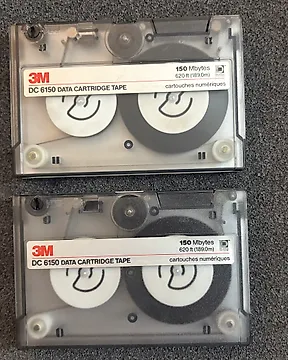 3M
150 Mbytes
620 ft (189.0m)
DC 6150 DATA CARTRIDGE TAPE
cartouches numériques
3M
150 Mbytes
620 ft (189.0m)
DC 6150 DATA CARTRIDGE TAPE
cartouches numériques